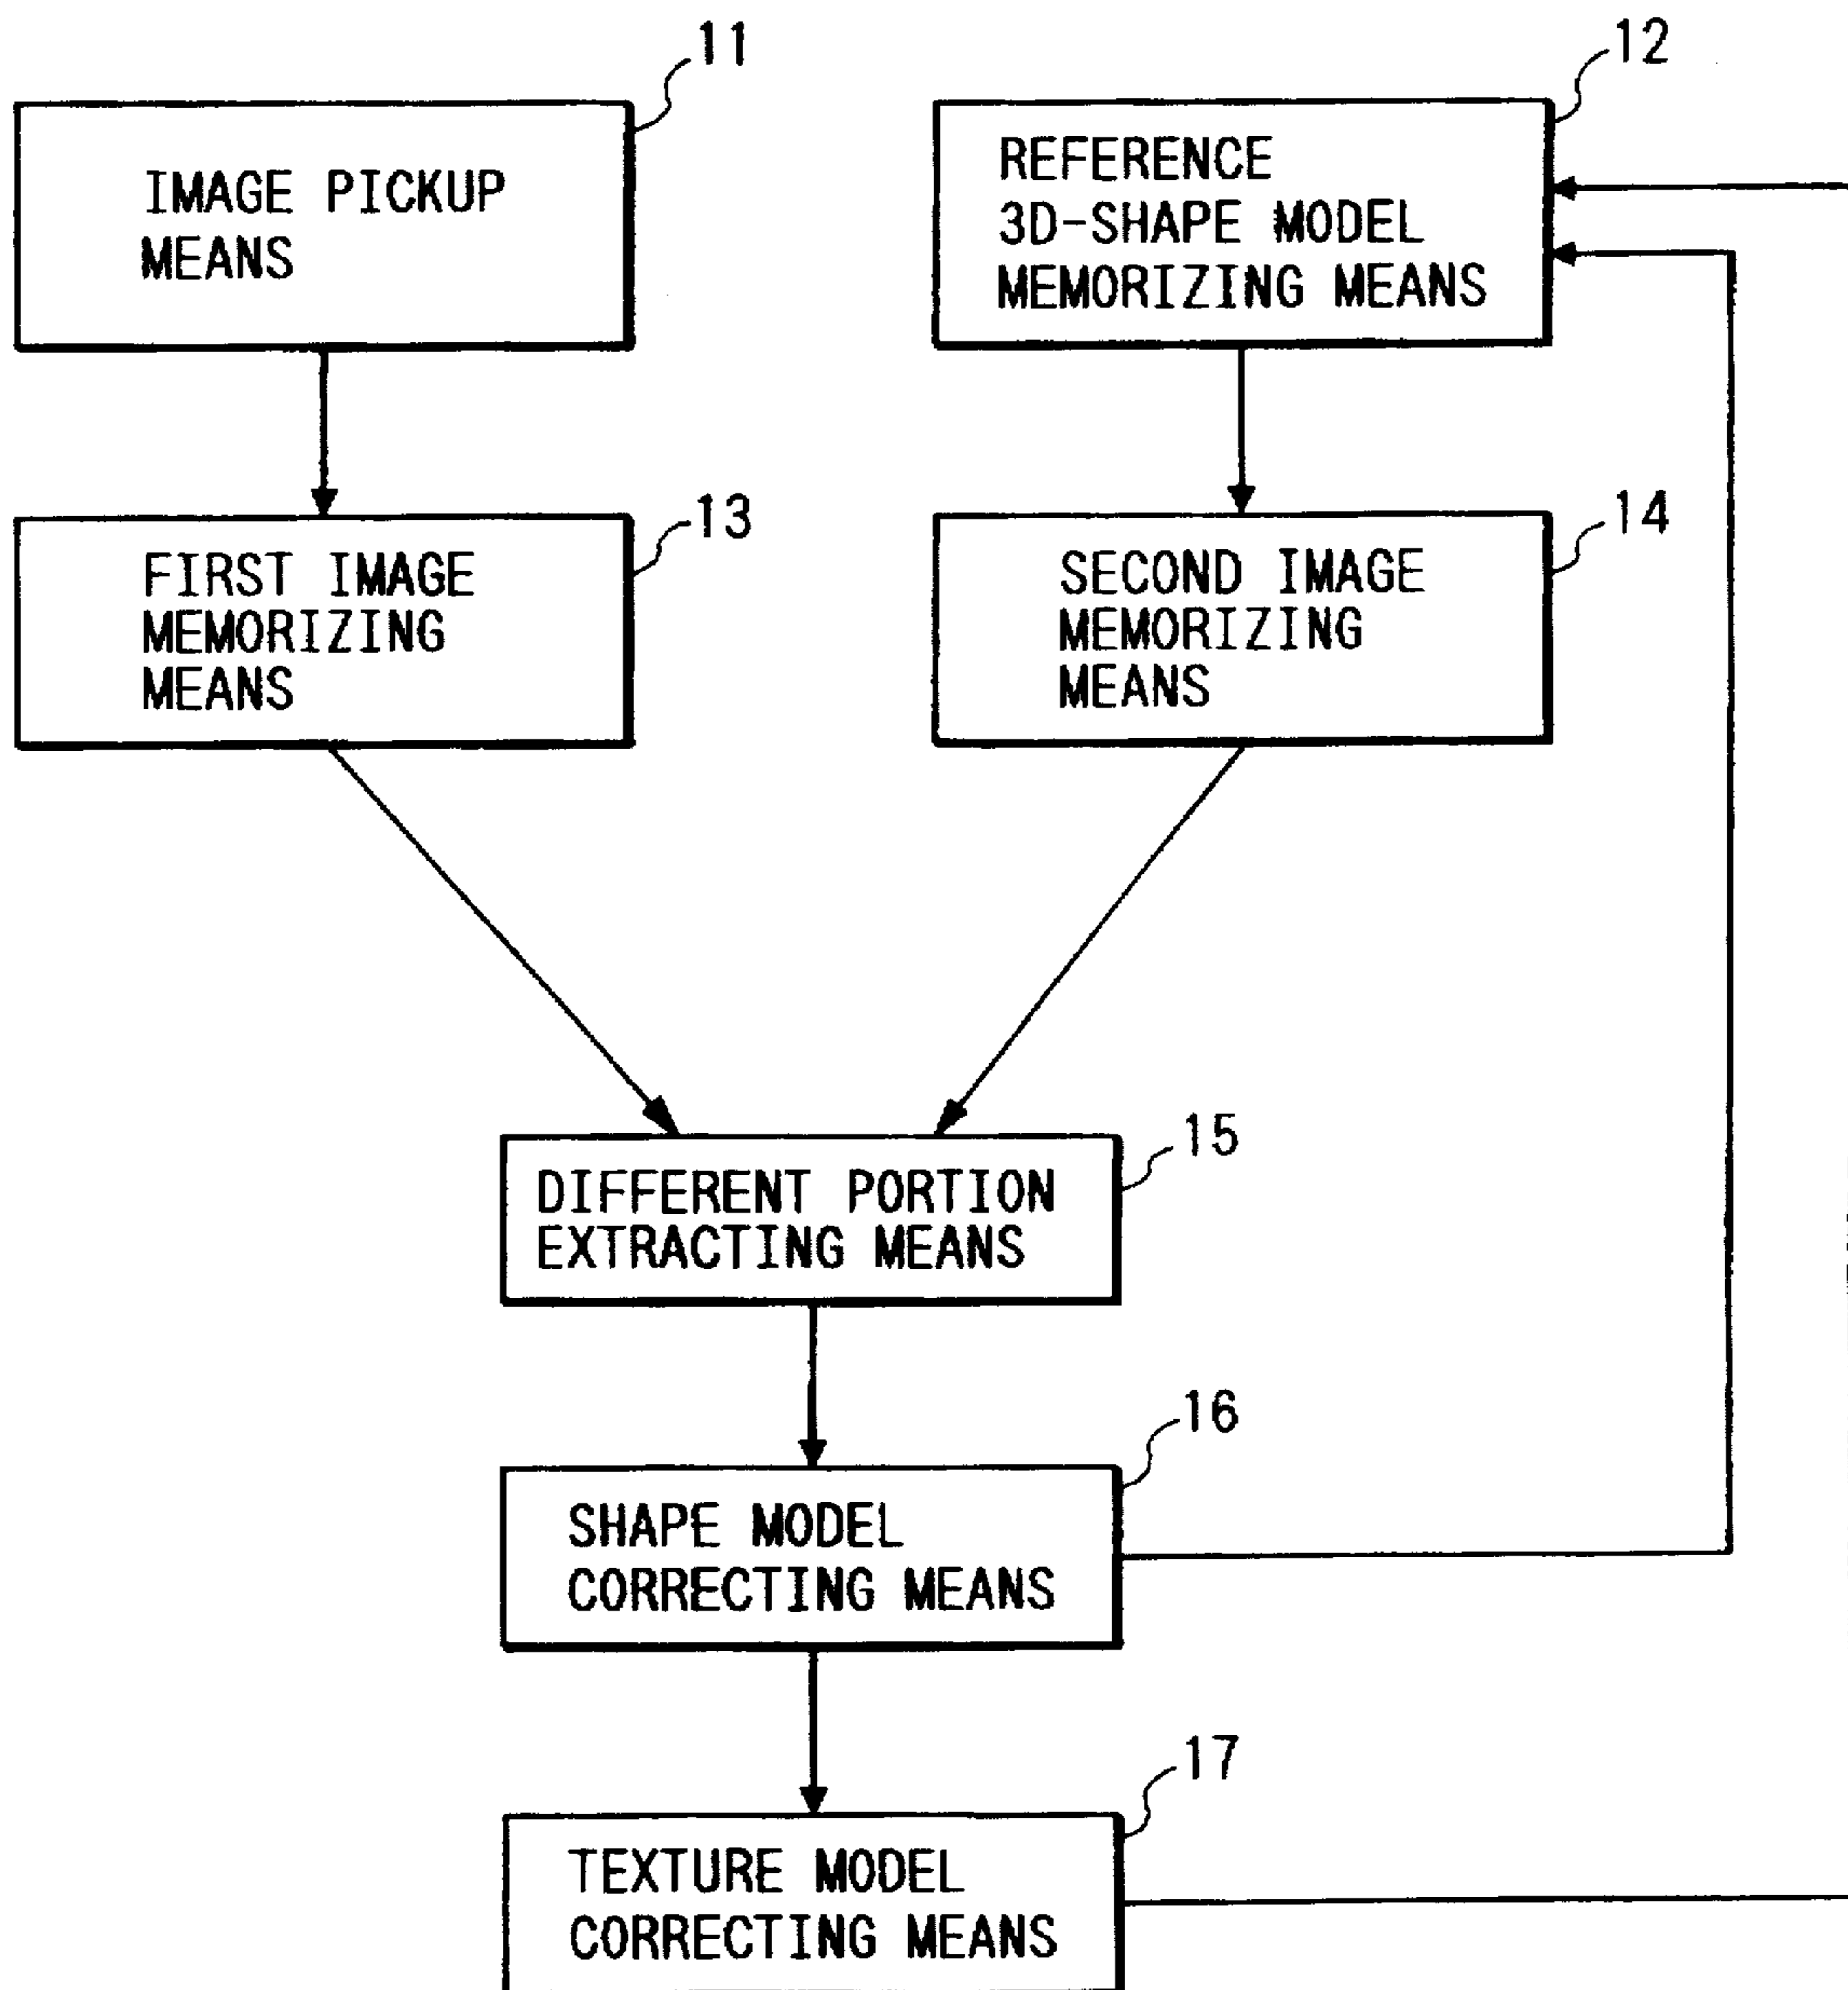 11
IMAGE PICKUP
MEANS
12
REFERENCE
3D-SHAPE MODEL
MEMORIZING MEANS
13
FIRST IMAGE
MEMORIZING
MEANS
14
SECOND IMAGE
MEMORIZING
MEANS
15
DIFFERENT PORTION
EXTRACTING MEANS
16
SHAPE MODEL
CORRECTING MEANS
17
TEXTURE MODEL
CORRECTING MEANS